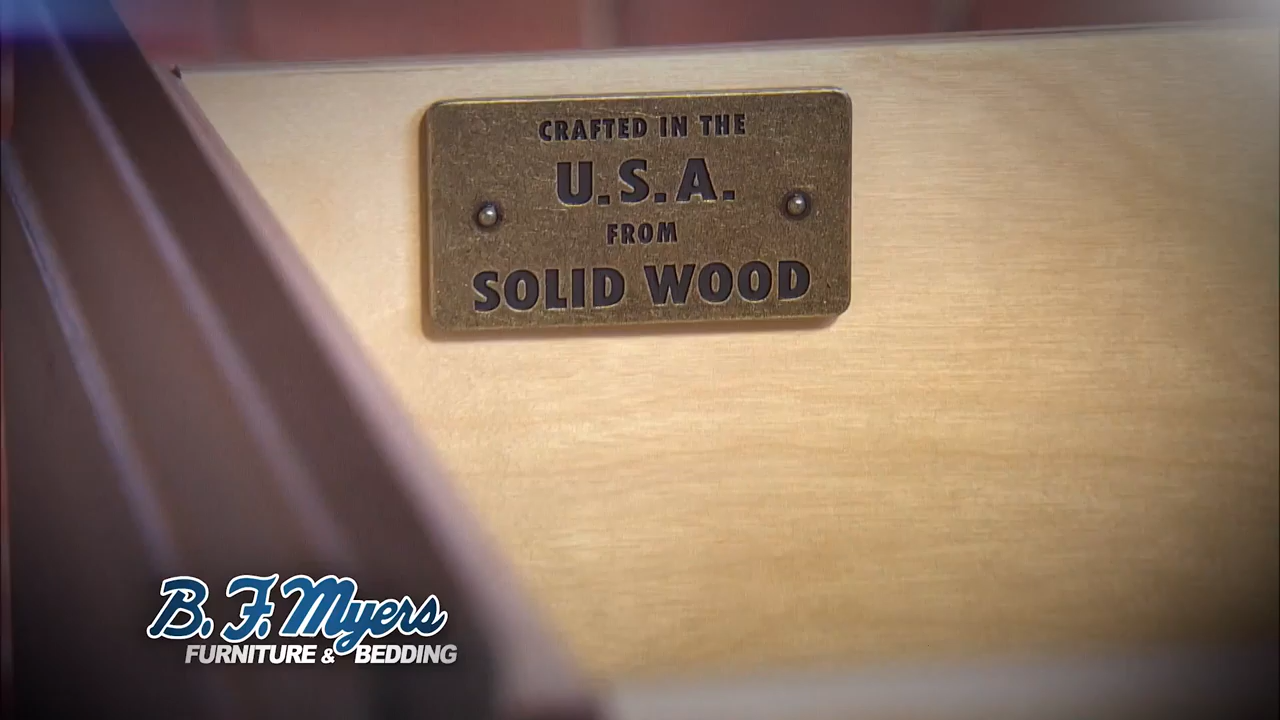 CRAFTED IN THE
U.S.A.
FROM
SOLID WOOD
B. F. Myers
FURNITURE & BEDDING